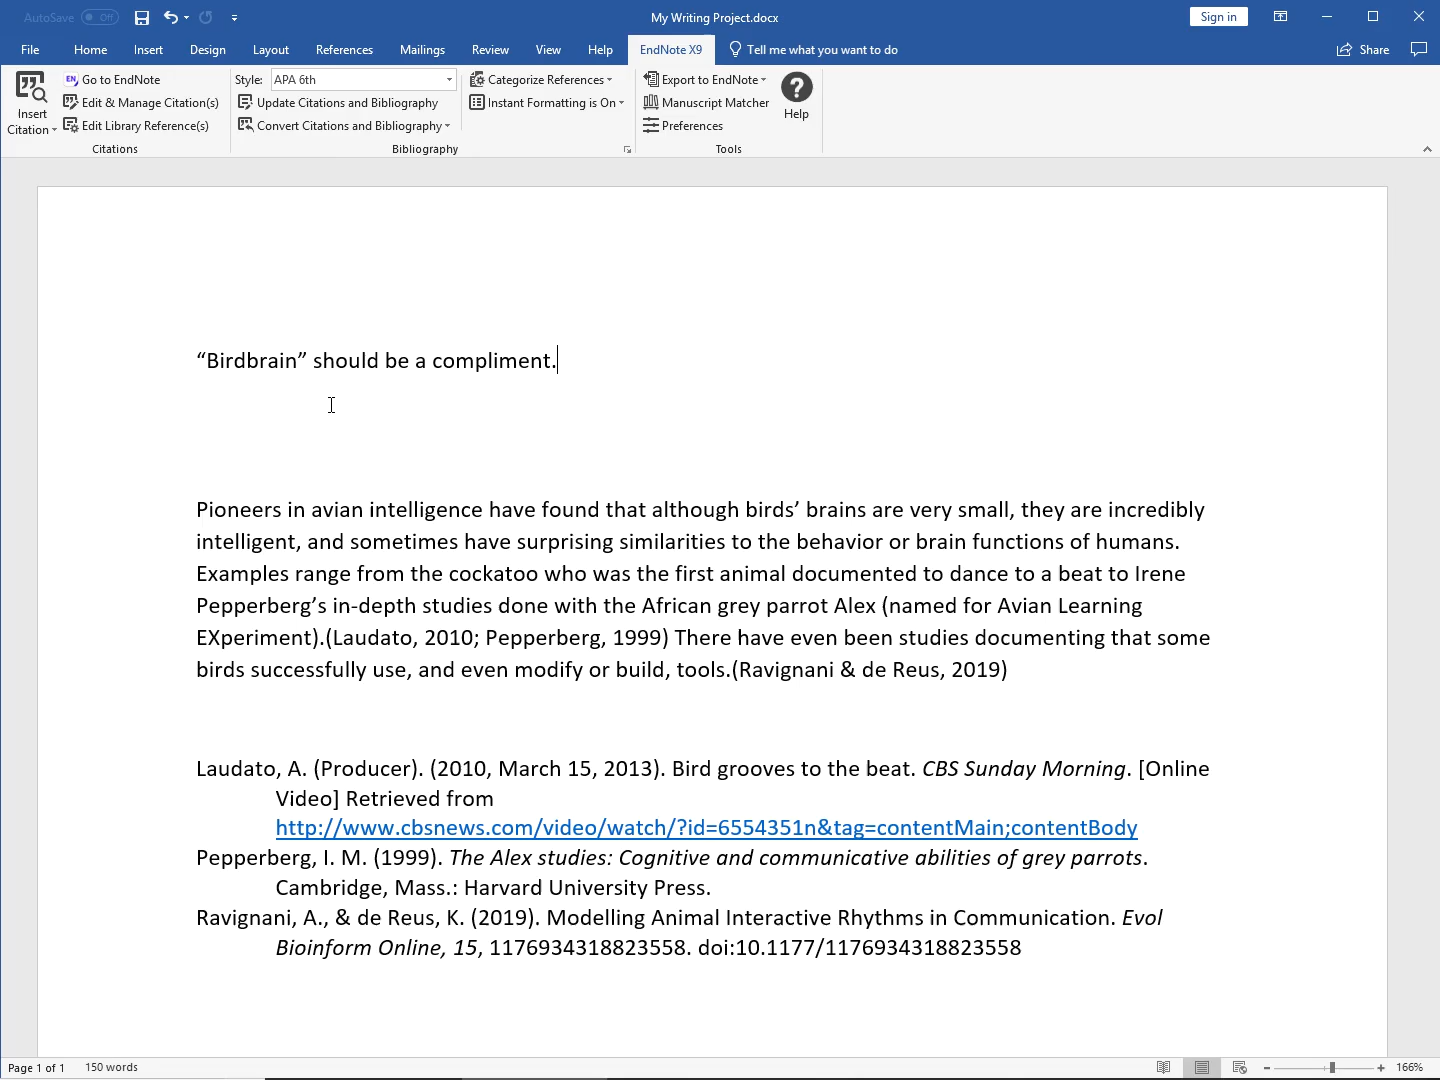 AutoSave Off My Writing Project.docx Sign in
File Home Insert Design Layout References Mailings Review View Help EndNote X9 Tell me what you want to do Share
Insert Citation
EN Go to EndNote
Edit & Manage Citation(s)
Edit Library Reference(s)
Citations
Style: APA 6th
Update Citations and Bibliography
Convert Citations and Bibliography
Categorize References
Instant Formatting is On
Bibliography
Export to EndNote
Manuscript Matcher
Preferences
? Help
Tools
“Birdbrain” should be a compliment.
Pioneers in avian intelligence have found that although birds’ brains are very small, they are incredibly
intelligent, and sometimes have surprising similarities to the behavior or brain functions of humans.
Examples range from the cockatoo who was the first animal documented to dance to a beat to Irene
Pepperberg’s in-depth studies done with the African grey parrot Alex (named for Avian Learning
EXperiment).(Laudato, 2010; Pepperberg, 1999) There have even been studies documenting that some
birds successfully use, and even modify or build, tools.(Ravignani & de Reus, 2019)
Laudato, A. (Producer). (2010, March 15, 2013). Bird grooves to the beat. CBS Sunday Morning. [Online
Video] Retrieved from
http://www.cbsnews.com/video/watch/?id=6554351n&tag=contentMain;contentBody
Pepperberg, I. M. (1999). The Alex studies: Cognitive and communicative abilities of grey parrots.
Cambridge, Mass.: Harvard University Press.
Ravignani, A., & de Reus, K. (2019). Modelling Animal Interactive Rhythms in Communication. Evol
Bioinform Online, 15, 1176934318823558. doi:10.1177/1176934318823558
Page 1 of 1 150 words 166%